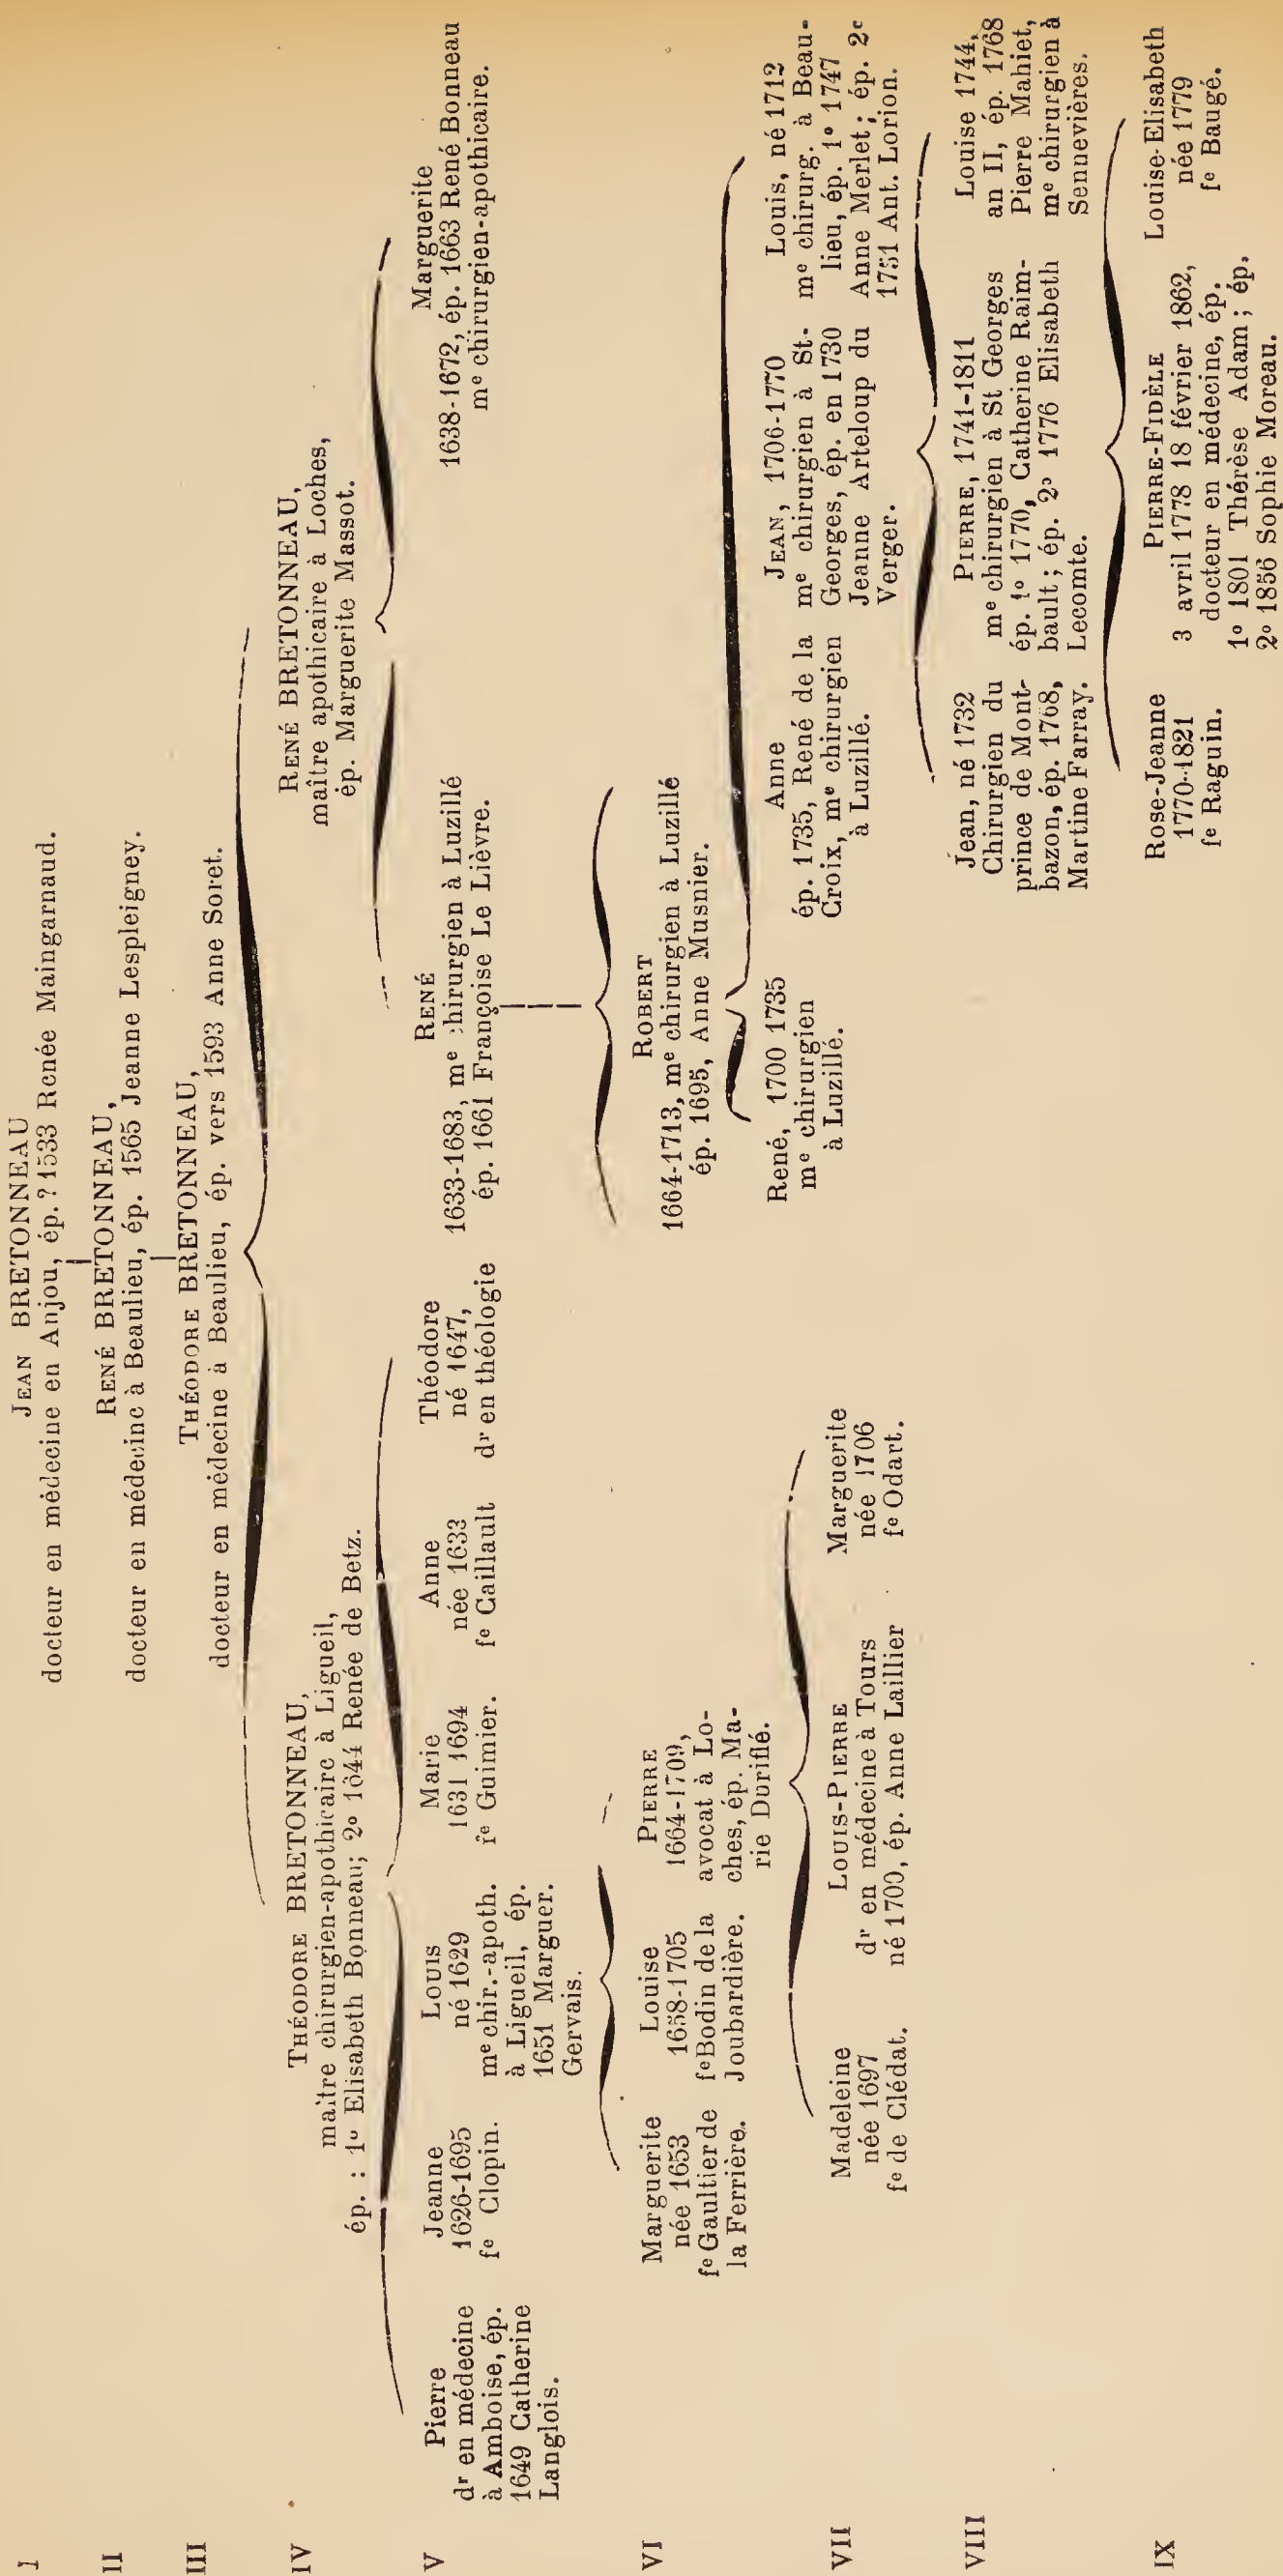 I
JEAN BRETONNEAU
docteur en médecine en Anjou, ép. ? 1533 Renée Maingarnaud.
II
RENÉ BRETONNEAU,
docteur en médecine à Beaulieu, ép. 1565 Jeanne Lespleigney.
III
THÉODORE BRETONNEAU,
docteur en médecine à Beaulieu, ép. vers 1593 Anne Soret.
IV
THÉODORE BRETONNEAU,
maître chirurgien-apothicaire à Ligueil,
ép. : 1º Elisabeth Bonneau; 2º 1644 Renée de Betz.
RENÉ BRETONNEAU,
maître apothicaire à Loches,
ép. Marguerite Massot.
V
Pierre
dr en médecine
à Amboise, ép.
1649 Catherine
Langlois.
Jeanne
1626-1695
fe Clopin.
LOUIS
né 1629
me chir.-apoth.
à Ligueil, ép.
1651 Marguer.
Gervais.
Marie
1631 1694
fe Guimier.
Anne
née 1633
fe Caillault
Théodore
né 1647,
dr en théologie
RENÉ
1633-1683, me chirurgien à Luzillé
ép. 1661 Françoise Le Lièvre.
Marguerite
1638-1672, ép. 1663 René Bonneau
me chirurgien-apothicaire.
VI
Marguerite
née 1653
fe Gaultier de
la Ferrière.
Louise
1658-1705
fe Bodin de la
Joubardière.
PIERRE
1664-1709,
avocat à Lo-
ches, ép. Ma-
rie Duriflé.
ROBERT
1664-1713, me chirurgien à Luzillé
ép. 1695, Anne Musnier.
VII
Madeleine
née 1697
fe de Clédat.
LOUIS-PIERRE
dr en médecine à Tours
né 1700, ép. Anne Laillier
Marguerite
née 1706
fe Odart.
René, 1700 1735
me chirurgien
à Luzillé.
Anne
ép. 1735, René de la
Croix, me chirurgien
à Luzillé.
JEAN, 1706-1770
me chirurgien à St-
Georges, ép. en 1730
Jeanne Arteloup du
Verger.
Louis, né 1712
me chirurg. à Beau-
lieu, ép. 1º 1747
Anne Merlet; ép. 2º
1751 Ant. Lorion.
VIII
Jean, né 1732
Chirurgien du
prince de Mont-
bazon, ép. 1768,
Martine Farray.
PIERRE, 1741-1811
me chirurgien à St Georges
ép. 1º 1770, Catherine Raim-
bault; ép. 2º 1776 Elisabeth
Lecomte.
Louise 1744,
an II, ép. 1768
Pierre Mahiet,
me chirurgien à
Sennevières.
IX
Rose-Jeanne
1770-1821
fe Raguin.
PIERRE-FIDÈLE
3 avril 1778 18 février 1862,
docteur en médecine, ép.
1º 1801 Thérèse Adam; ép.
2º 1856 Sophie Moreau.
Louise-Elisabeth
née 1779
fe Baugé.